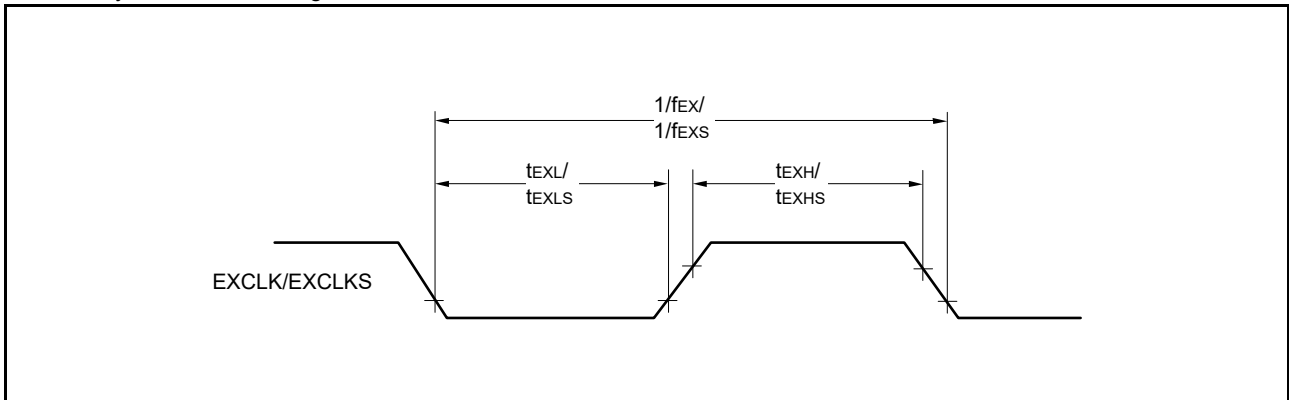 1/fEX/
1/fEXS
tEXL/
tEXLS
tEXH/
tEXHS
EXCLK/EXCLKS